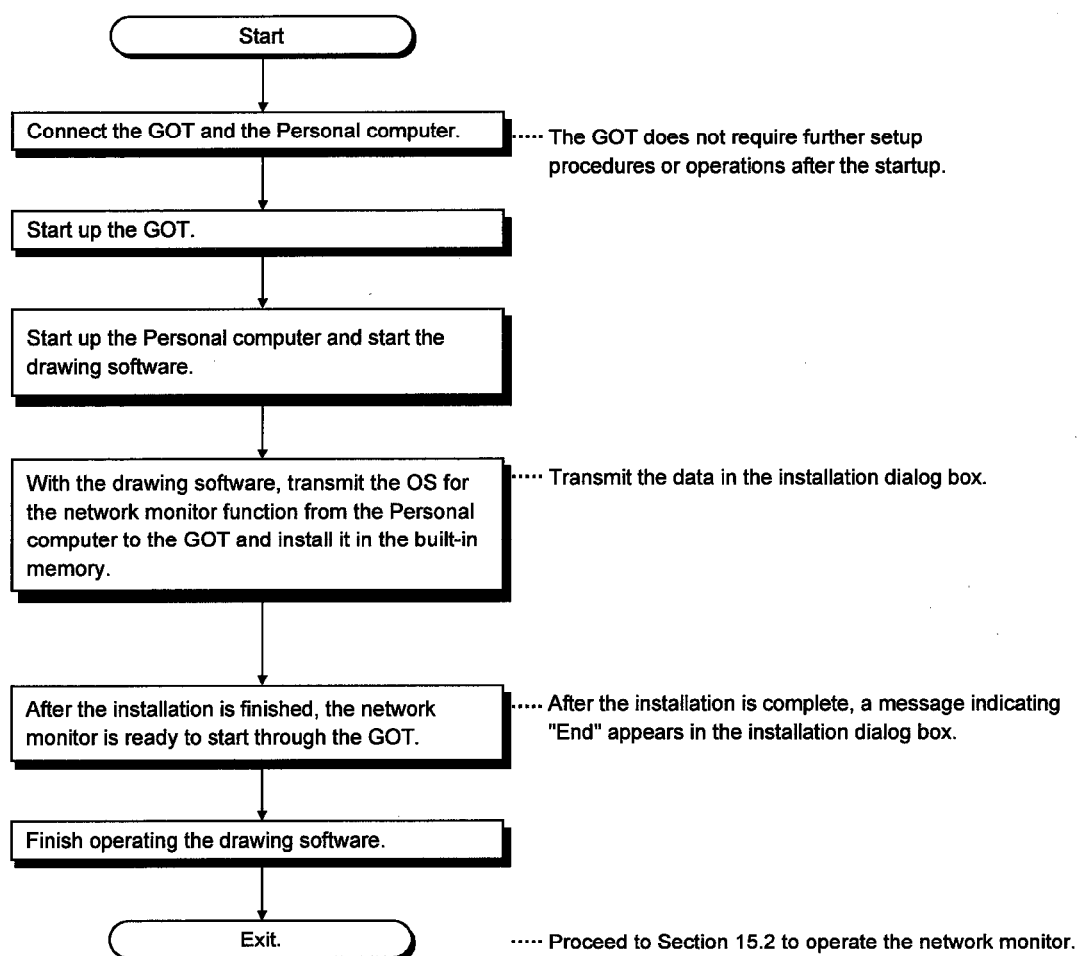 Start
Connect the GOT and the Personal computer.
····· The GOT does not require further setup
procedures or operations after the startup.
Start up the GOT.
Start up the Personal computer and start the
drawing software.
With the drawing software, transmit the OS for
the network monitor function from the Personal
computer to the GOT and install it in the built-in
memory.
····· Transmit the data in the installation dialog box.
After the installation is finished, the network
monitor is ready to start through the GOT.
····· After the installation is complete, a message indicating
"End" appears in the installation dialog box.
Finish operating the drawing software.
Exit.
····· Proceed to Section 15.2 to operate the network monitor.